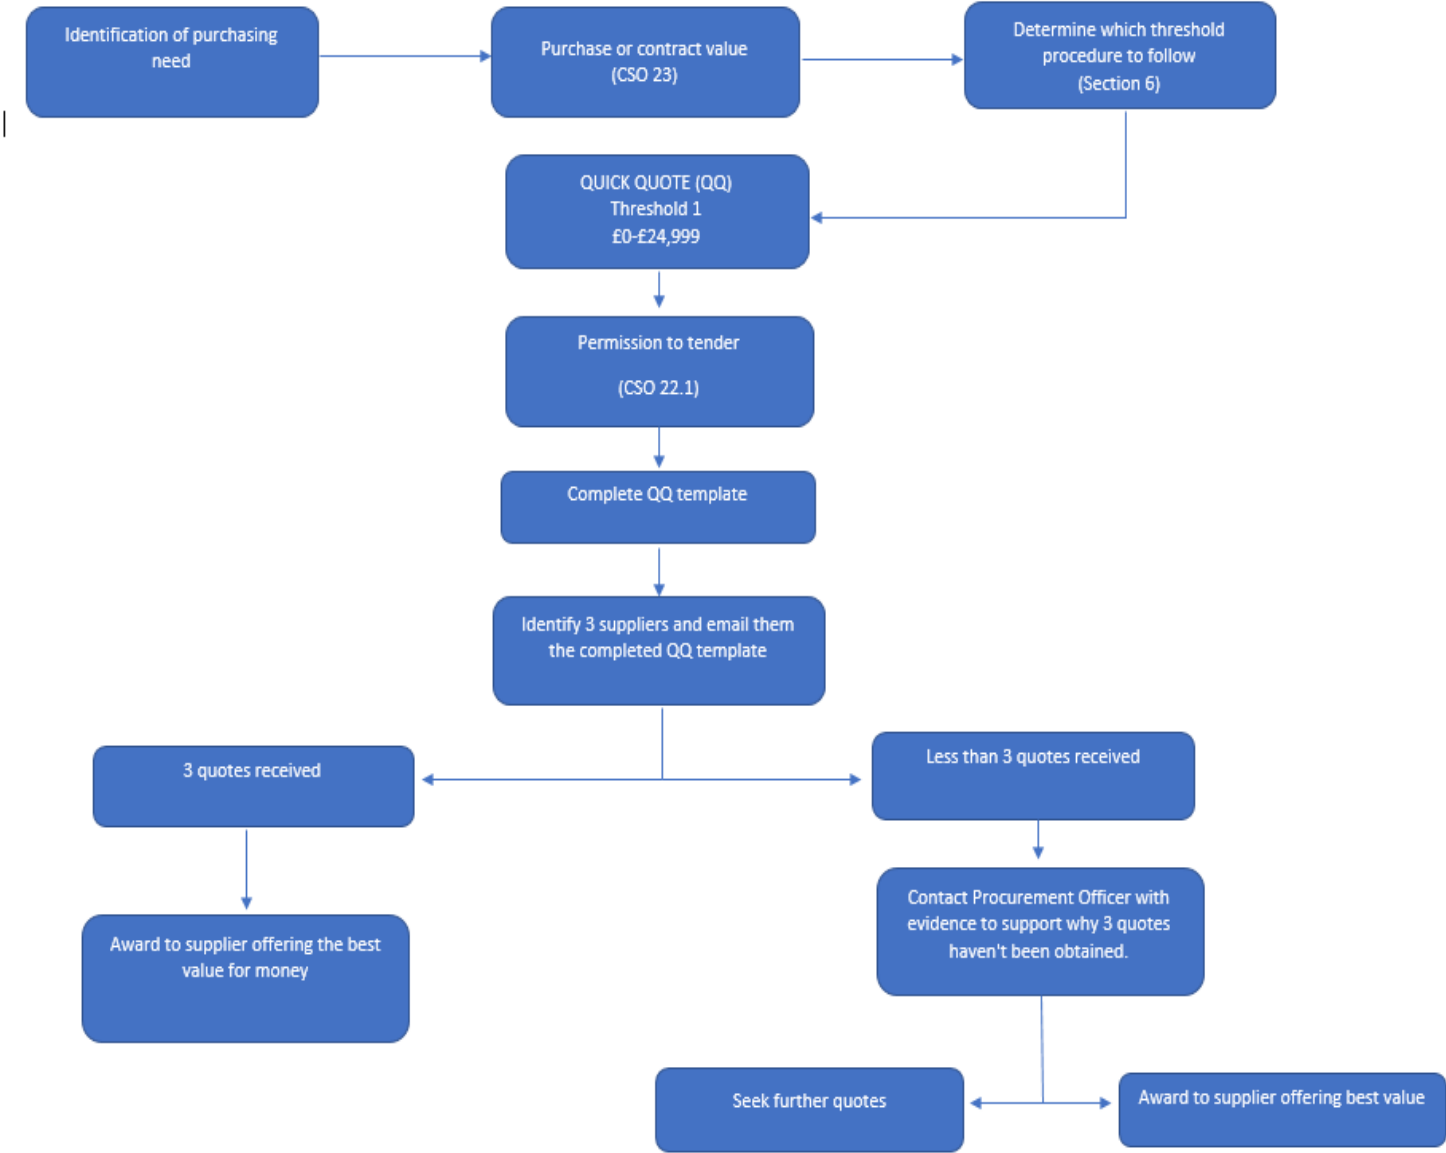 Identification of purchasing
need
Purchase or contract value
(CSO 23)
Determine which threshold
procedure to follow
(Section 6)
QUICK QUOTE (QQ)
Threshold 1
£0-£24,999
Permission to tender
(CSO 22.1)
Complete QQ template
Identify 3 suppliers and email them
the completed QQ template
3 quotes received
Less than 3 quotes received
Award to supplier offering the best
value for money
Contact Procurement Officer with
evidence to support why 3 quotes
haven't been obtained.
Seek further quotes
Award to supplier offering best value